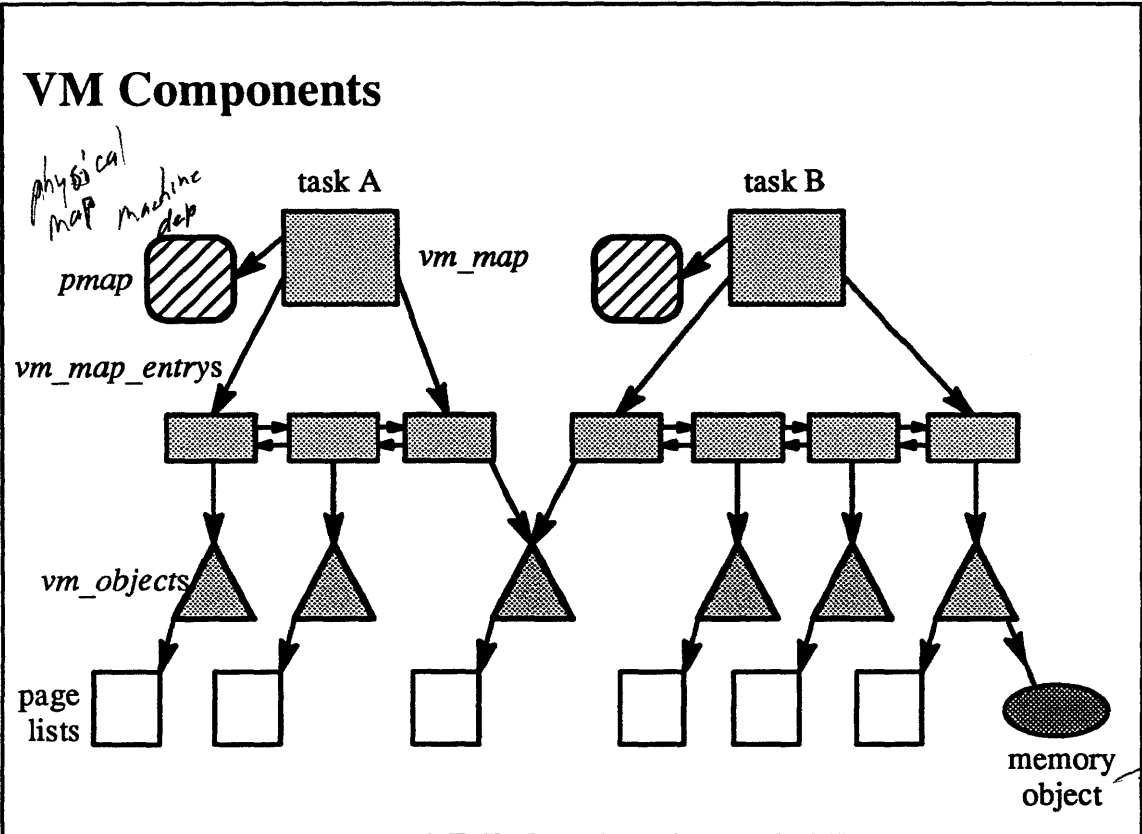 VM Components
physical
map
machine
dep
task A
task B
pmap
vm_map
vm_map_entrys
vm_objects
page
lists
memory
object